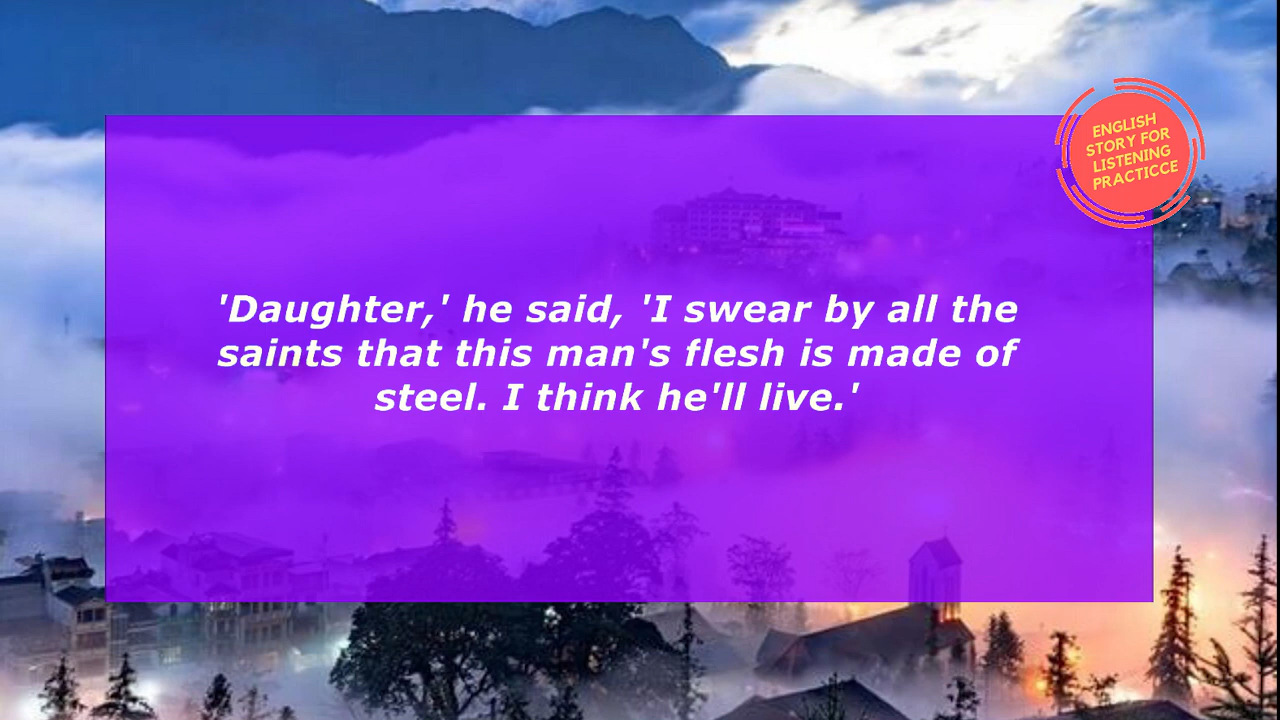 ENGLISH
STORY FOR
LISTENING
PRACTICCE
'Daughter,' he said, 'I swear by all the
saints that this man's flesh is made of
steel. I think he'll live.'